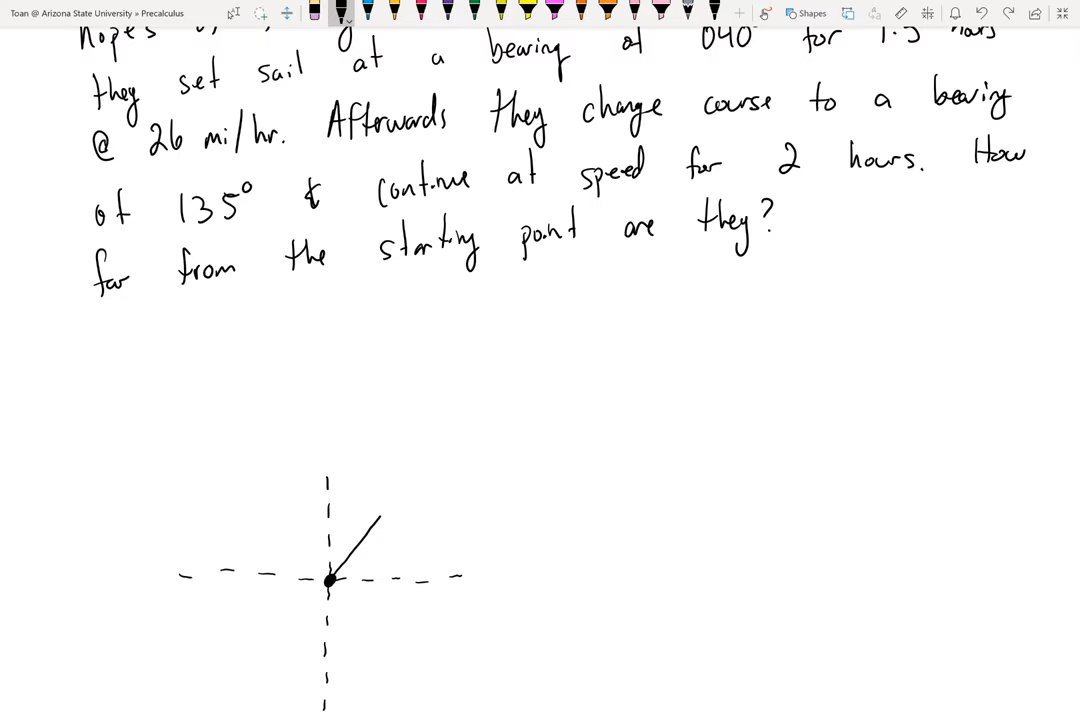 Toan @ Arizona State University » Precalculus
Shapes
hopes
they set sail at a bearing of 040° for 1.5 hours
@ 26 mi/hr. Afterwards they change course to a bearing
of 135° & continue at speed for 2 hours. How
far from the starting point are they?